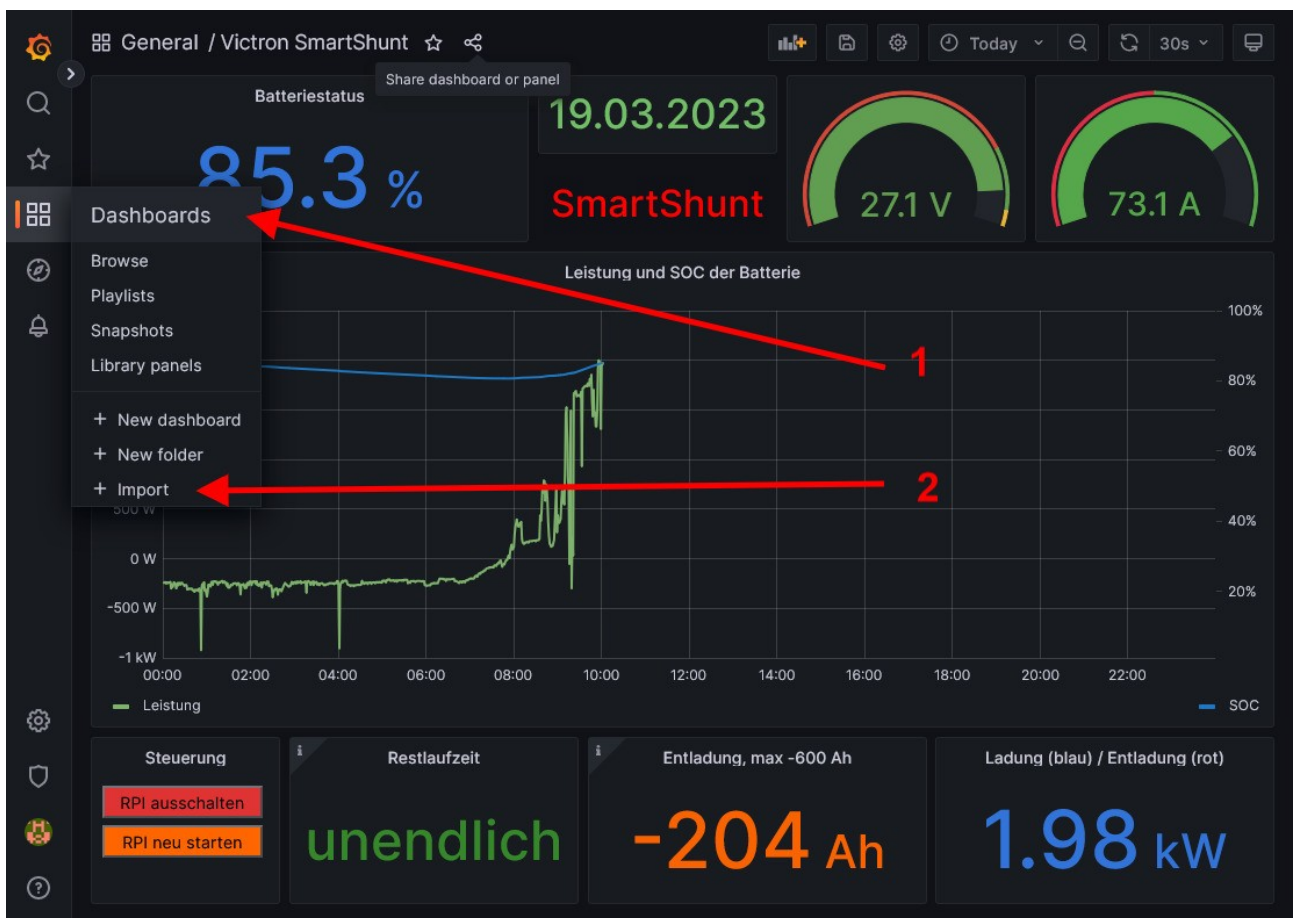 General / Victron SmartShunt
Today
30s
Share dashboard or panel
Batteriestatus
85.3 %
19.03.2023
SmartShunt
27.1 V
73.1 A
Dashboards
Browse
Playlists
Snapshots
Library panels
+ New dashboard
+ New folder
+ Import
1
2
Leistung und SOC der Batterie
100%
80%
60%
40%
20%
500 W
0 W
-500 W
-1 kW
00:00 02:00 04:00 06:00 08:00 10:00 12:00 14:00 16:00 18:00 20:00 22:00
Leistung
SOC
Steuerung
RPI ausschalten
RPI neu starten
Restlaufzeit
unendlich
Entladung, max -600 Ah
-204 Ah
Ladung (blau) / Entladung (rot)
1.98 kW